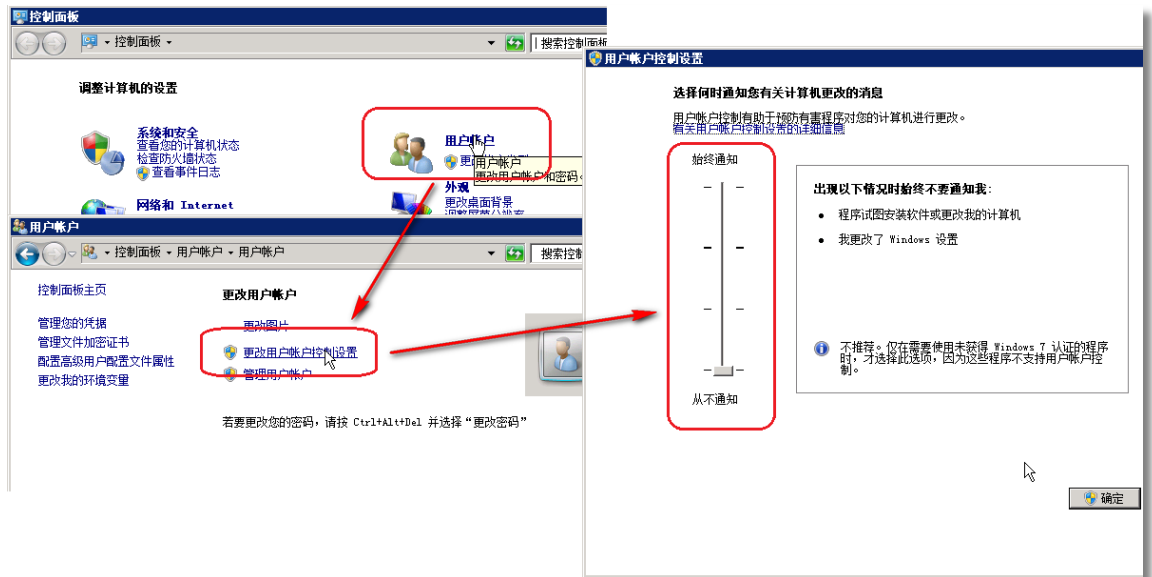 控制面板
控制面板
搜索控制面板
调整计算机的设置
系统和安全
查看您的计算机状态
检查防火墙状态
查看事件日志
网络和 Internet
用户帐户
用户帐户
更改用户帐户和密码。
外观
更改桌面背景
用户帐户
控制面板 用户帐户 用户帐户
搜索控
控制面板主页
管理您的凭据
管理文件加密证书
配置高级用户配置文件属性
更改我的环境变量
更改用户帐户
更改图片
更改用户帐户控制设置
管理用户帐户
若要更改您的密码，请按 Ctrl+Alt+Del 并选择“更改密码”
用户帐户控制设置
选择何时通知您有关计算机更改的消息
用户帐户控制有助于预防有害程序对您的计算机进行更改。
有关用户帐户控制设置的详细信息
始终通知
从不通知
出现以下情况时始终不要通知我:
程序试图安装软件或更改我的计算机
我更改了 Windows 设置
不推荐。仅在需要使用未获得 Windows 7 认证的程序
时，才选择此选项，因为这些程序不支持用户帐户控
制。
确定